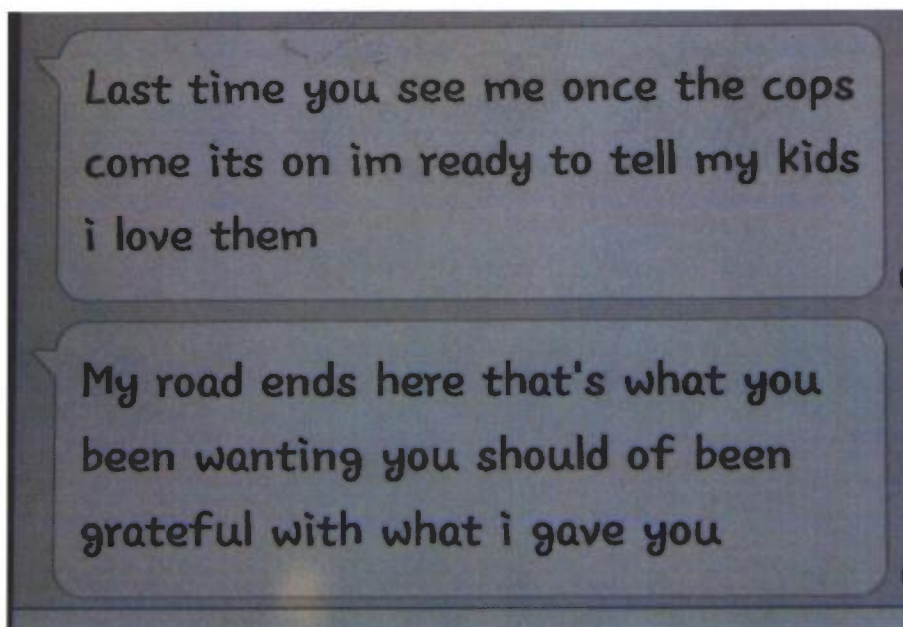 Last time you see me once the cops
come its on im ready to tell my kids
i love them
My road ends here that's what you
been wanting you should of been
grateful with what i gave you